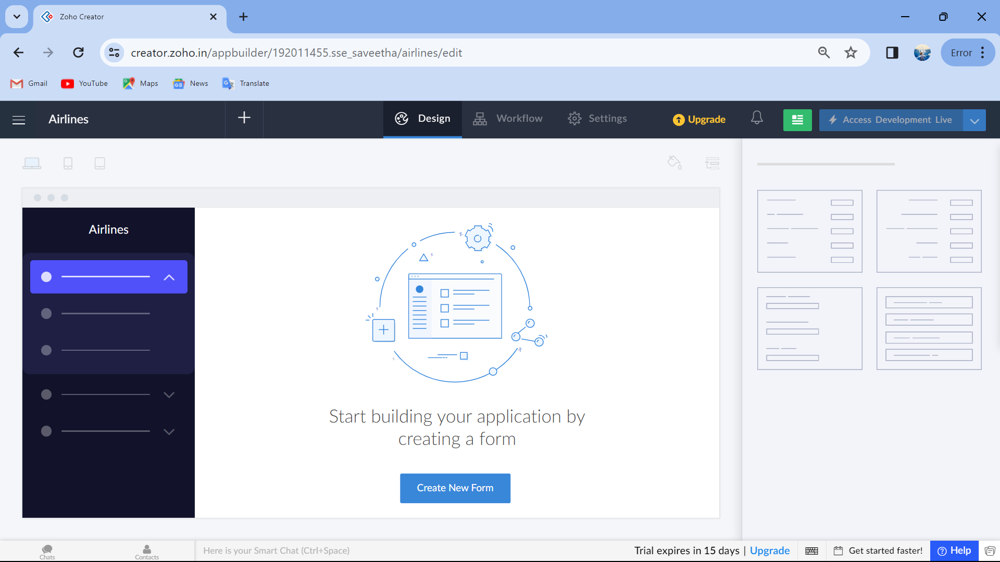 Zoho Creator
creator.zoho.in/appbuilder/192011455.sse_saveetha/airlines/edit
Error
Gmail
YouTube
Maps
News
Translate
Airlines
Design
Workflow
Settings
Upgrade
Access Development Live
Airlines
Start building your application by
creating a form
Create New Form
Chats
Contacts
Here is your Smart Chat (Ctrl+Space)
Trial expires in 15 days | Upgrade
Get started faster!
Help